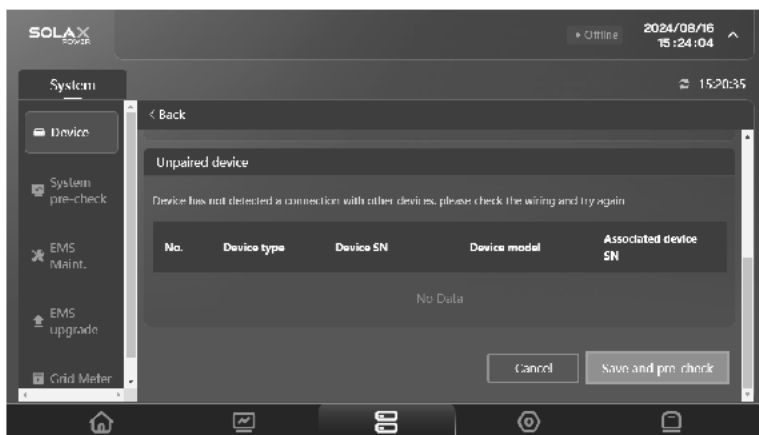 SOLAX
POWER
• Offline
2024/08/16
15:24:04
System
15:20:35
Device
< Back
Unpaired device
System
pre-check
Device has not detected a connection with other devices, please check the wiring and try again
No.
Device type
Device SN
Device model
Associated device
SN
EMS
Maint.
No Data
EMS
upgrade
Cancel
Save and pre-check
Grid Meter